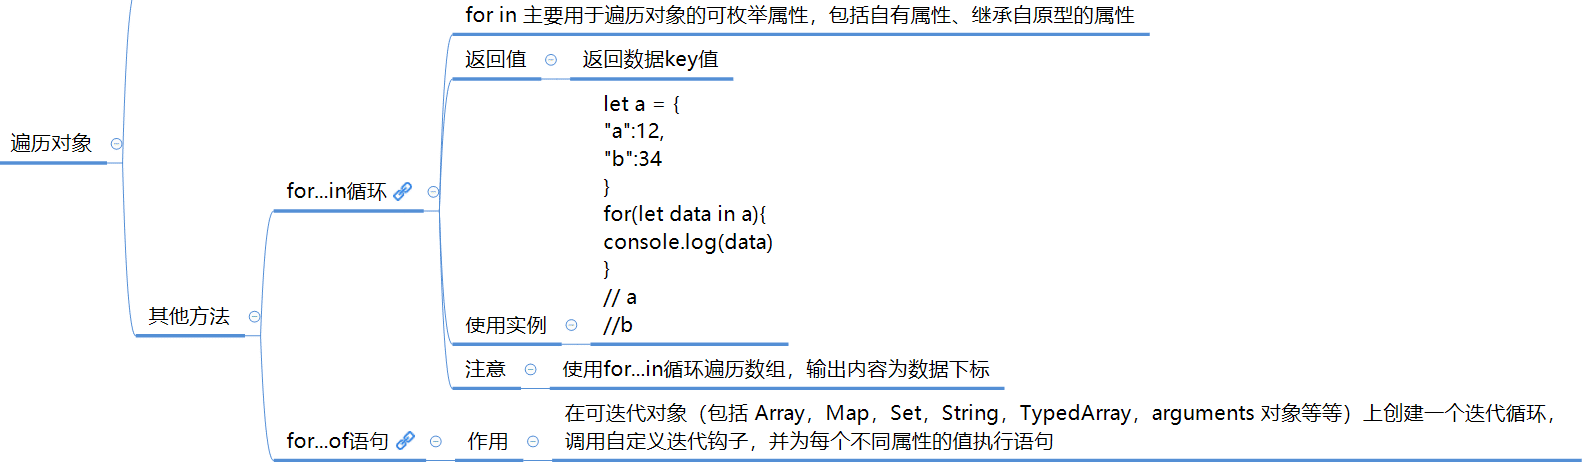 for in 主要用于遍历对象的可枚举属性，包括自有属性、继承自原型的属性
返回值
返回数据key值
let a = {
"a":12,
"b":34
}
for(let data in a){
console.log(data)
}
// a
//b
遍历对象
for...in循环
其他方法
使用实例
注意
使用for...in循环遍历数组，输出内容为数据下标
for...of语句
作用
在可迭代对象（包括 Array，Map，Set，String，TypedArray，arguments 对象等等）上创建一个迭代循环，
调用自定义迭代钩子，并为每个不同属性的值执行语句